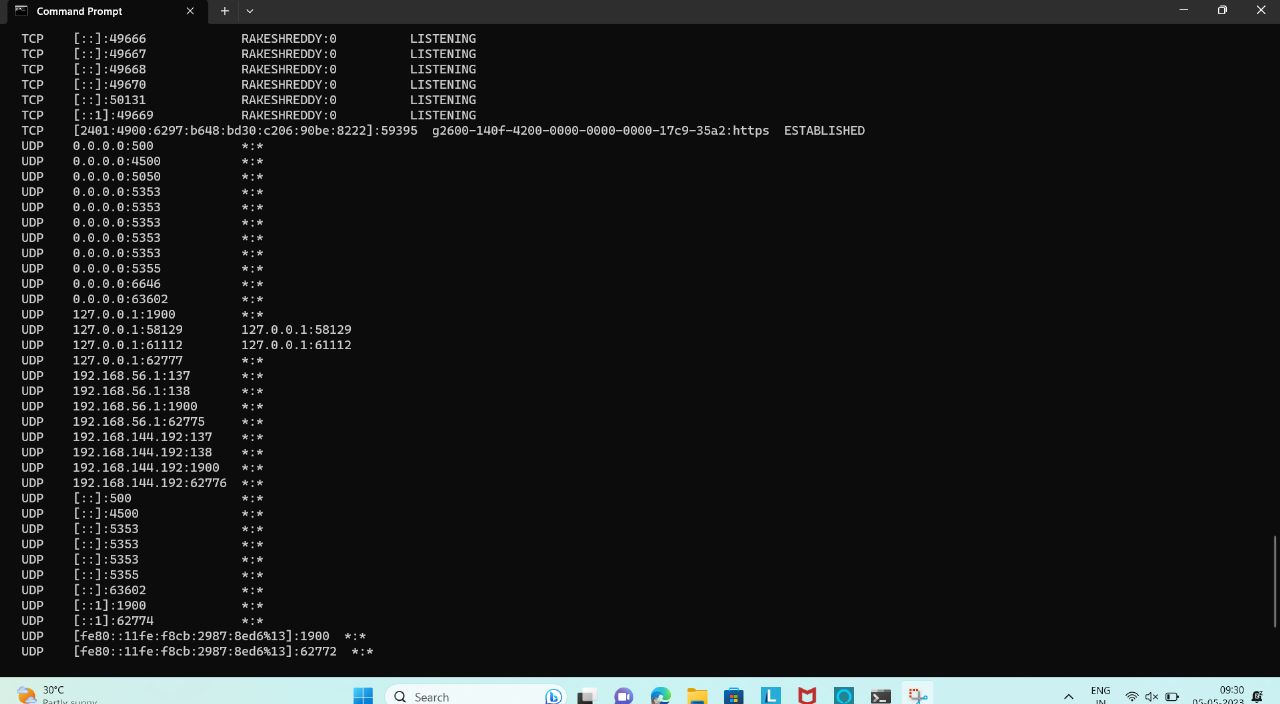 Command Prompt
TCP [::]:49666 RAKESHREDDY:0 LISTENING
TCP [::]:49667 RAKESHREDDY:0 LISTENING
TCP [::]:49668 RAKESHREDDY:0 LISTENING
TCP [::]:49670 RAKESHREDDY:0 LISTENING
TCP [::]:50131 RAKESHREDDY:0 LISTENING
TCP [::1]:49669 RAKESHREDDY:0 LISTENING
TCP [2401:4900:6297:b648:bd30:c206:90be:8222]:59395 g2600-140f-4200-0000-0000-0000-17c9-35a2:https ESTABLISHED
UDP 0.0.0.0:500 *:*
UDP 0.0.0.0:4500 *:*
UDP 0.0.0.0:5050 *:*
UDP 0.0.0.0:5353 *:*
UDP 0.0.0.0:5353 *:*
UDP 0.0.0.0:5353 *:*
UDP 0.0.0.0:5353 *:*
UDP 0.0.0.0:5353 *:*
UDP 0.0.0.0:5355 *:*
UDP 0.0.0.0:6646 *:*
UDP 0.0.0.0:63602 *:*
UDP 127.0.0.1:1900 *:*
UDP 127.0.0.1:58129 127.0.0.1:58129
UDP 127.0.0.1:61112 127.0.0.1:61112
UDP 127.0.0.1:62777 *:*
UDP 192.168.56.1:137 *:*
UDP 192.168.56.1:138 *:*
UDP 192.168.56.1:1900 *:*
UDP 192.168.56.1:62775 *:*
UDP 192.168.144.192:137 *:*
UDP 192.168.144.192:138 *:*
UDP 192.168.144.192:1900 *:*
UDP 192.168.144.192:62776 *:*
UDP [::]:500 *:*
UDP [::]:4500 *:*
UDP [::]:5353 *:*
UDP [::]:5353 *:*
UDP [::]:5353 *:*
UDP [::]:5355 *:*
UDP [::]:63602 *:*
UDP [::1]:1900 *:*
UDP [::1]:62774 *:*
UDP [fe80::11fe:f8cb:2987:8ed6%13]:1900 *:*
UDP [fe80::11fe:f8cb:2987:8ed6%13]:62772 *:*
30°C
Partly sunny
Search
ENG
IN
09:30
05-05-2023